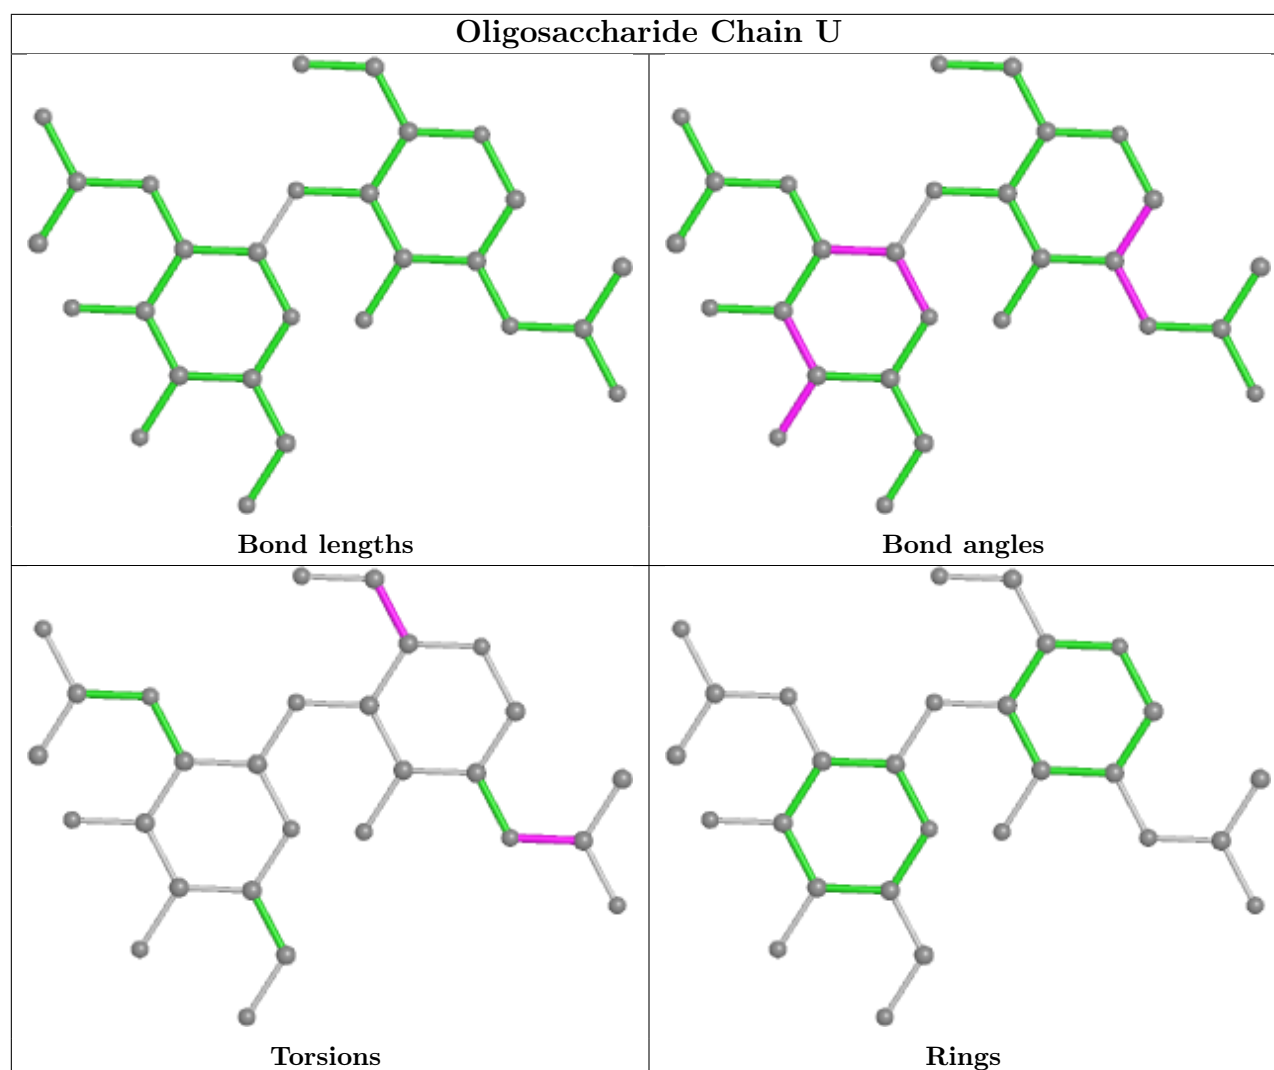 Oligosaccharide Chain U
Bond lengths
Bond angles
Torsions
Rings